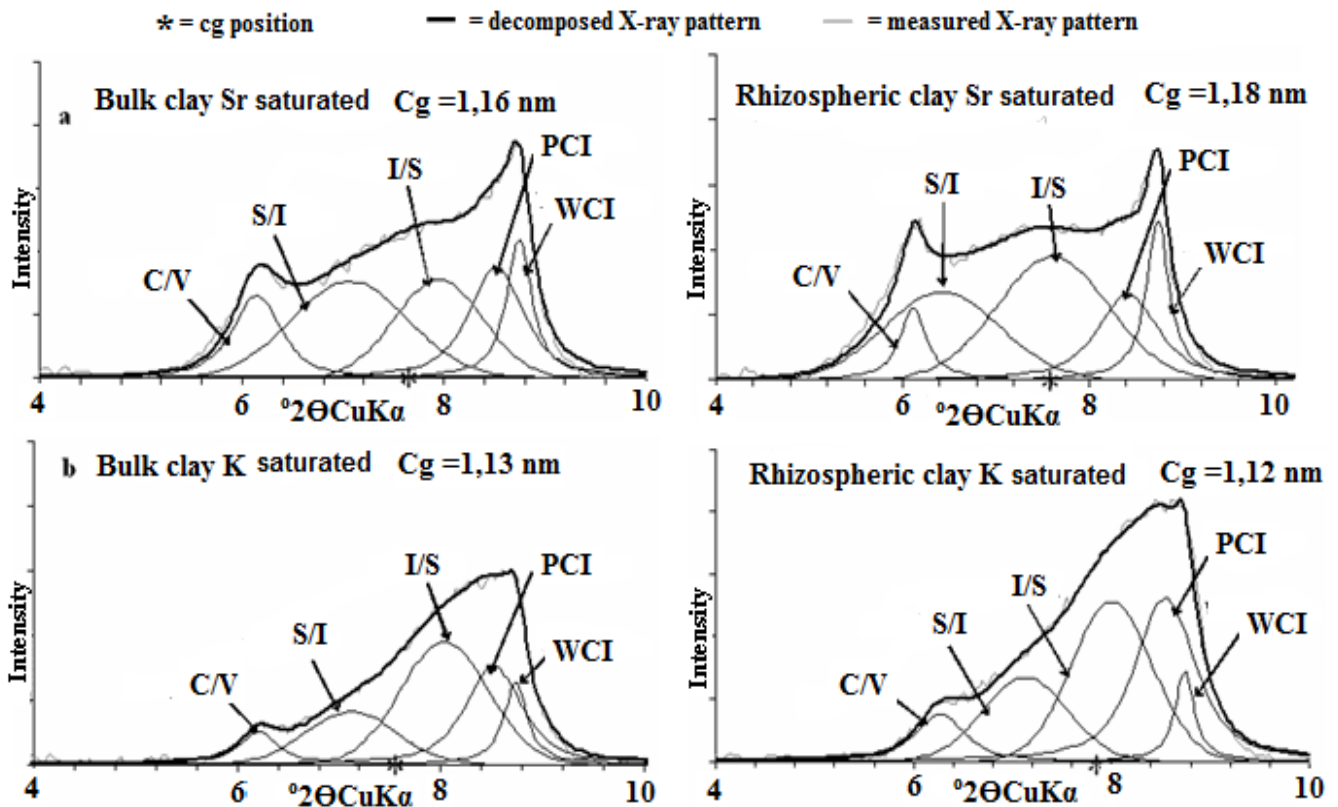 * = cg position — = decomposed X-ray pattern — = measured X-ray pattern
a Bulk clay Sr saturated Cg =1,16 nm
Intensity
C/V
S/I
I/S
PCI
WCI
4 6 8 10
°2ΘCuKα
Rhizospheric clay Sr saturated Cg =1,18 nm
Intensity
C/V
S/I
I/S
PCI
WCI
4 6 8 10
°2ΘCuKα
b Bulk clay K saturated Cg =1,13 nm
Intensity
C/V
S/I
I/S
PCI
WCI
4 6 8 10
°2ΘCuKα
Rhizospheric clay K saturated Cg =1,12 nm
Intensity
C/V
S/I
I/S
PCI
WCI
4 6 8 10
°2ΘCuKα